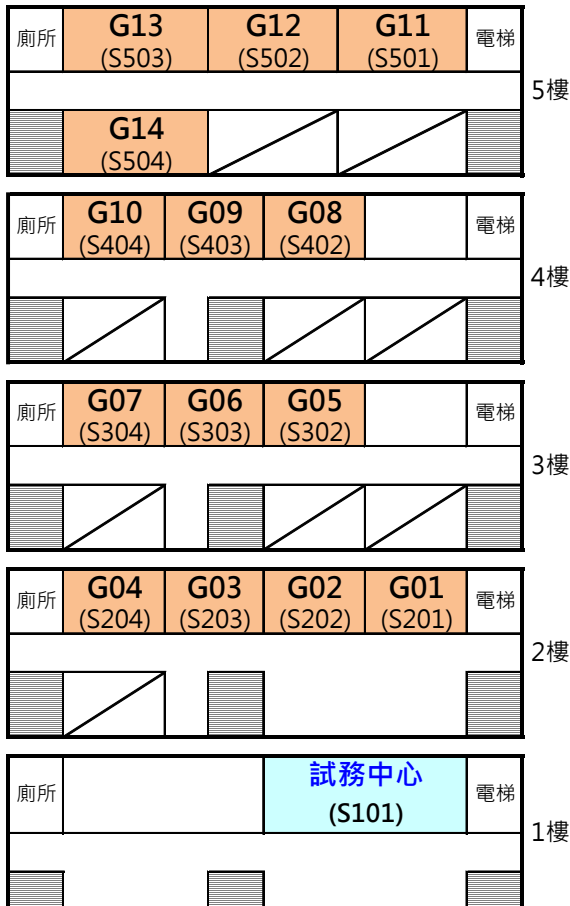 廁所 G13 G12 G11 電梯
(S503) (S502) (S501)
5樓
G14
(S504)
廁所 G10 G09 G08 電梯
(S404) (S403) (S402)
4樓
廁所 G07 G06 G05 電梯
(S304) (S303) (S302)
3樓
廁所 G04 G03 G02 G01 電梯
(S204) (S203) (S202) (S201)
2樓
廁所 試務中心 電梯
(S101)
1樓